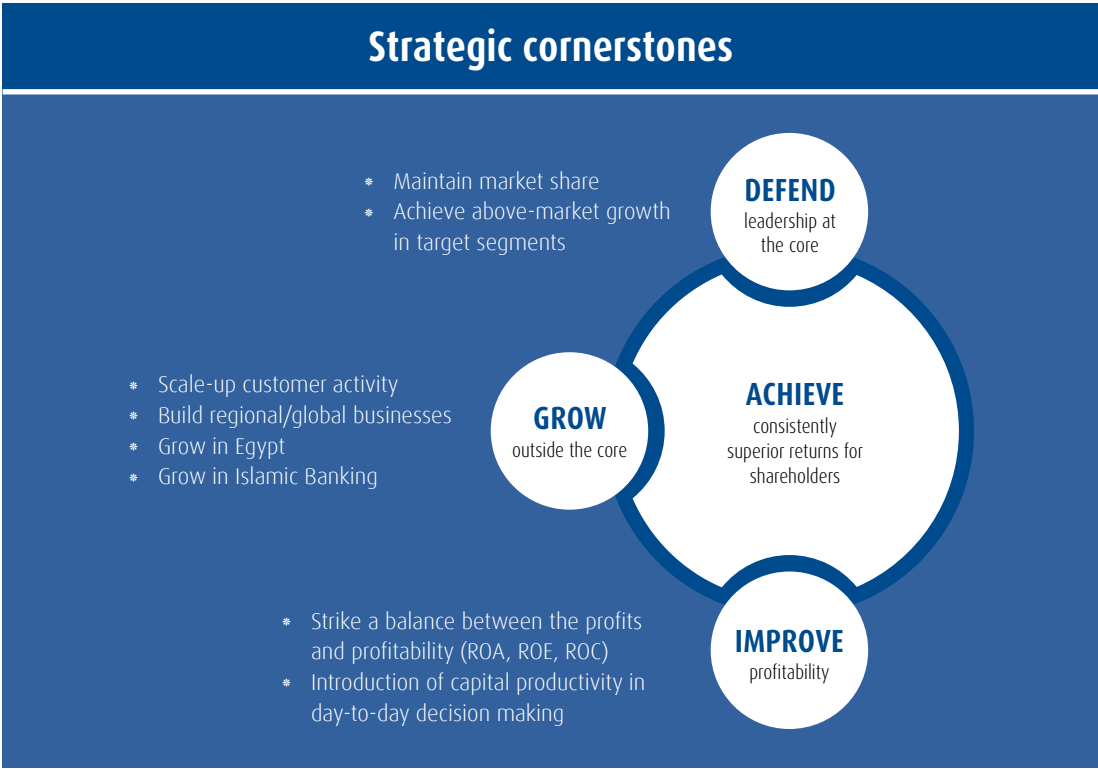 Strategic cornerstones
* Maintain market share
* Achieve above-market growth
in target segments
DEFEND
leadership at
the core
* Scale-up customer activity
* Build regional/global businesses
* Grow in Egypt
* Grow in Islamic Banking
GROW
outside the core
ACHIEVE
consistently
superior returns for
shareholders
* Strike a balance between the profits
and profitability (ROA, ROE, ROC)
* Introduction of capital productivity in
day-to-day decision making
IMPROVE
profitability